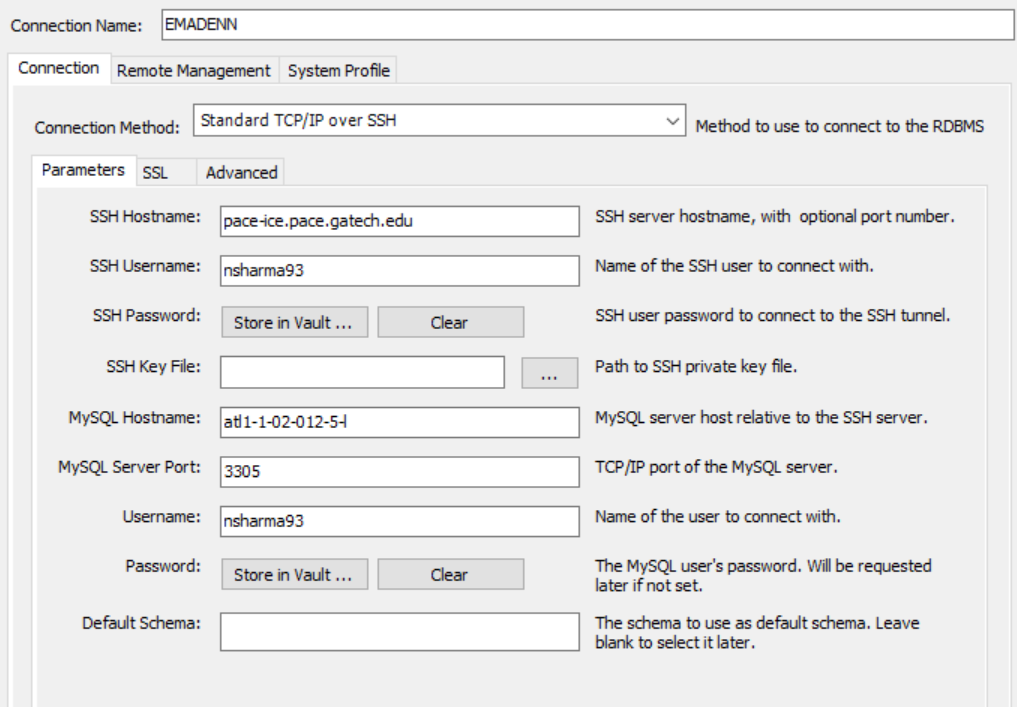 Connection Name: EMADENN
Connection Remote Management System Profile
Connection Method: Standard TCP/IP over SSH Method to use to connect to the RDBMS
Parameters SSL Advanced
SSH Hostname: pace-ice.pace.gatech.edu SSH server hostname, with optional port number.
SSH Username: nsharma93 Name of the SSH user to connect with.
SSH Password: Store in Vault ... Clear SSH user password to connect to the SSH tunnel.
SSH Key File: ... Path to SSH private key file.
MySQL Hostname: atl1-1-02-012-5-l MySQL server host relative to the SSH server.
MySQL Server Port: 3305 TCP/IP port of the MySQL server.
Username: nsharma93 Name of the user to connect with.
Password: Store in Vault ... Clear The MySQL user's password. Will be requested
later if not set.
Default Schema: The schema to use as default schema. Leave
blank to select it later.